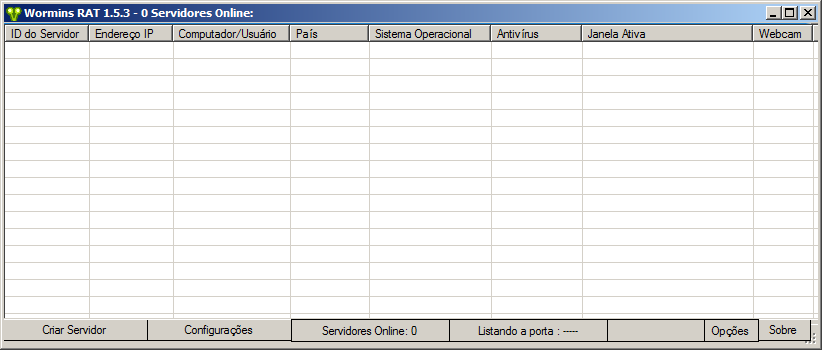 Wormins RAT 1.5.3 - 0 Servidores Online:
ID do Servidor Endereço IP Computador/Usuário País Sistema Operacional Antivírus Janela Ativa Webcam
Criar Servidor Configurações Servidores Online: 0 Listando a porta : ----- Opções Sobre